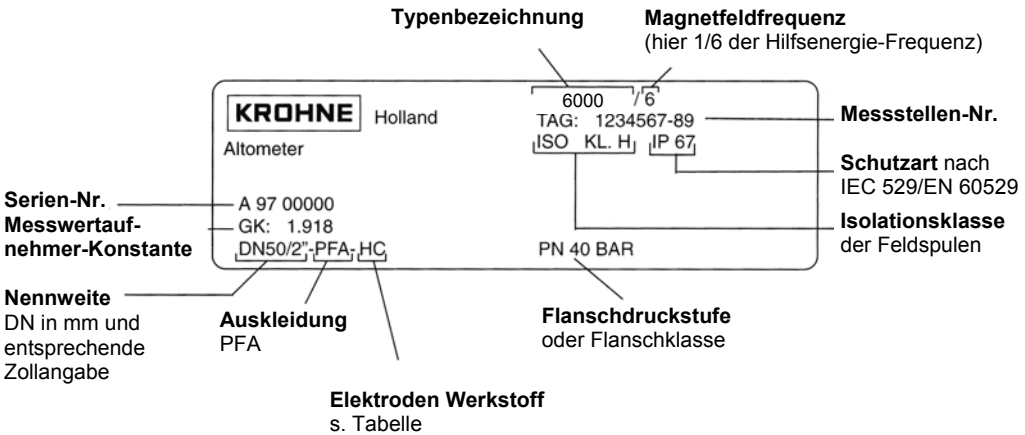 Typenbezeichnung
Magnetfeldfrequenz
(hier 1/6 der Hilfsenergie-Frequenz)
KROHNE Holland
6000 / 6
TAG: 1234567-89
Messstellen-Nr.
Altometer
ISO KL. H IP 67
Schutzart nach
IEC 529/EN 60529
Serien-Nr.
A 97 00000
Messwertauf-
nehmer-Konstante
GK: 1.918
Isolationsklasse
der Feldspulen
DN50/2"-PFA-HC
PN 40 BAR
Nennweite
DN in mm und
entsprechende
Zollangabe
Auskleidung
PFA
Flanschdruckstufe
oder Flanschklasse
Elektroden Werkstoff
s. Tabelle